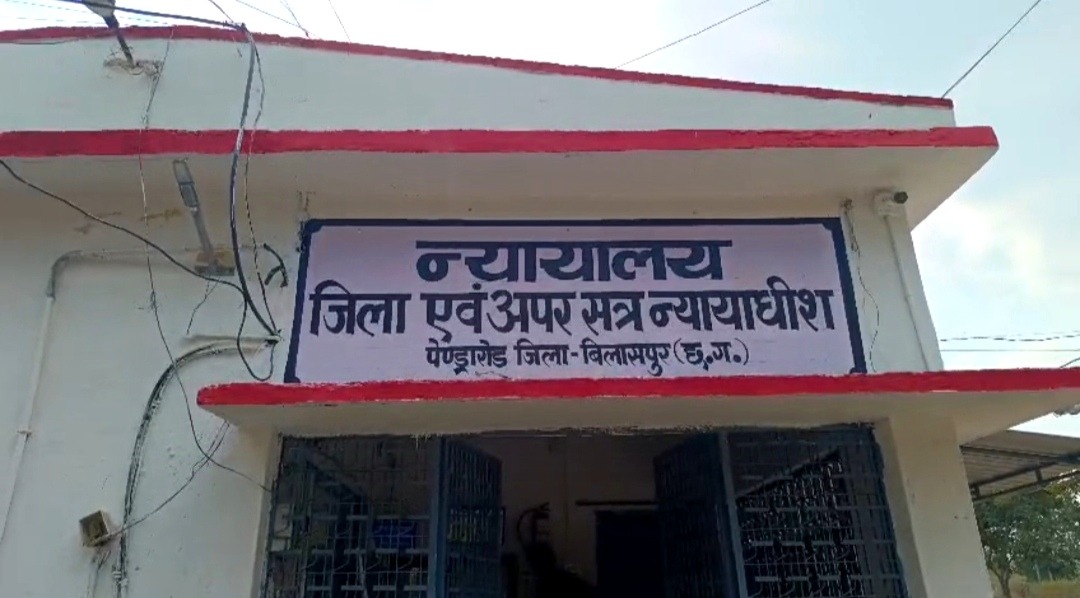 न्यायालय
जिला एवं अपर सत्र न्यायाधीश
पेण्ड्रारोड जिला-बिलासपुर (छ.ग.)